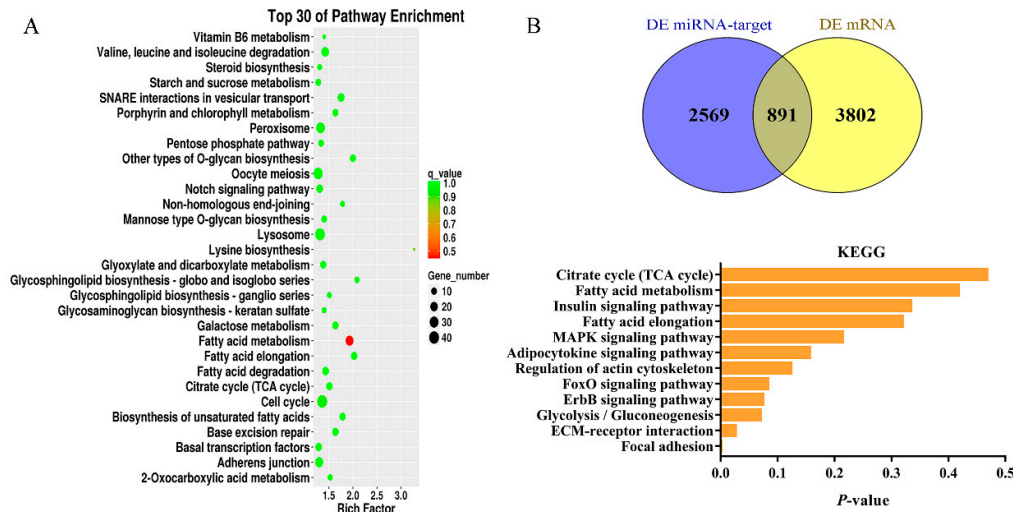 A
Top 30 of Pathway Enrichment
Vitamin B6 metabolism
Valine, leucine and isoleucine degradation
Steroid biosynthesis
Starch and sucrose metabolism
SNARE interactions in vesicular transport
Porphyrin and chlorophyll metabolism
Peroxisome
Pentose phosphate pathway
Other types of O-glycan biosynthesis
Oocyte meiosis
Notch signaling pathway
Non-homologous end-joining
Mannose type O-glycan biosynthesis
Lysosome
Lysine biosynthesis
Glyoxylate and dicarboxylate metabolism
Glycosphingolipid biosynthesis - globo and isoglobo series
Glycosphingolipid biosynthesis - ganglio series
Glycosaminoglycan biosynthesis - keratan sulfate
Galactose metabolism
Fatty acid metabolism
Fatty acid elongation
Fatty acid degradation
Citrate cycle (TCA cycle)
Cell cycle
Biosynthesis of unsaturated fatty acids
Base excision repair
Basal transcription factors
Adherens junction
2-Oxocarboxylic acid metabolism
1.5 2.0 2.5 3.0
Rich Factor
q_value
1.0
0.9
0.8
0.7
0.6
0.5
Gene_number
10
20
30
40
B
DE miRNA-target DE mRNA
2569 891 3802
KEGG
Citrate cycle (TCA cycle)
Fatty acid metabolism
Insulin signaling pathway
Fatty acid elongation
MAPK signaling pathway
Adipocytokine signaling pathway
Regulation of actin cytoskeleton
FoxO signaling pathway
ErbB signaling pathway
Glycolysis / Gluconeogenesis
ECM-receptor interaction
Focal adhesion
0.0 0.1 0.2 0.3 0.4 0.5
P-value